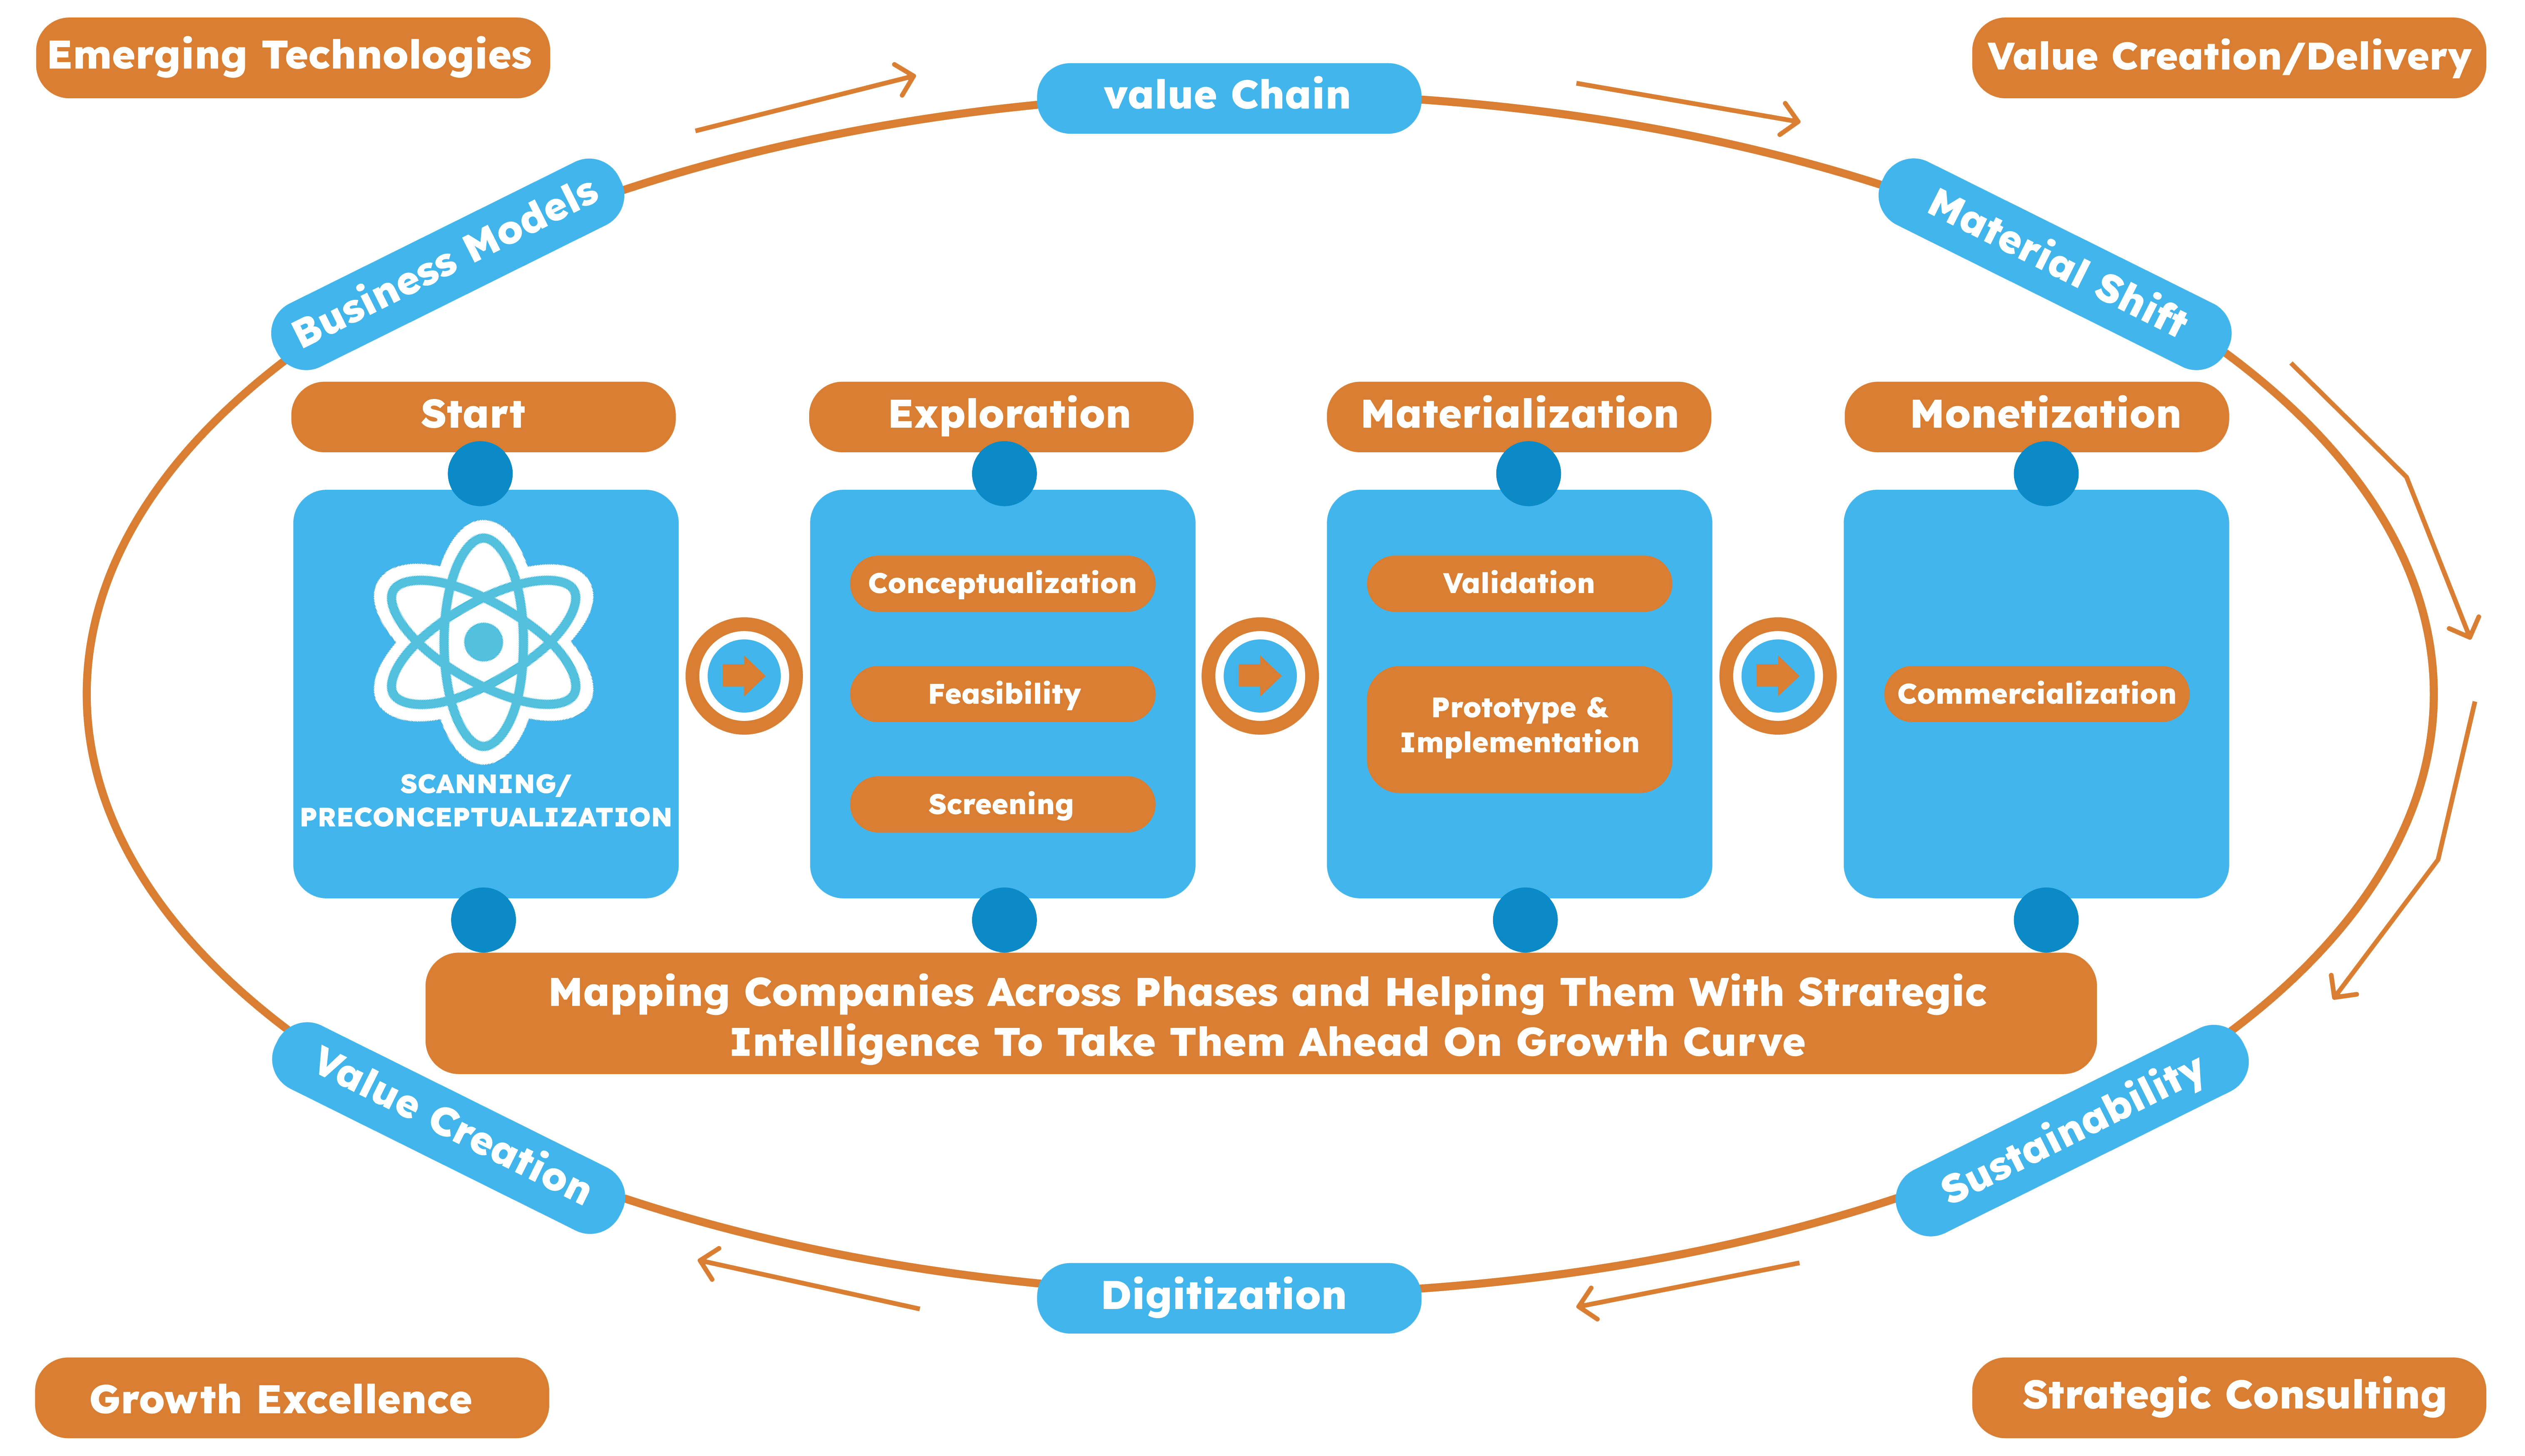 Emerging Technologies
Value Creation/Delivery
value Chain
Business Models
Material Shift
Start
Exploration
Materialization
Monetization
SCANNING/
PRECONCEPTUALIZATION
Conceptualization
Feasibility
Screening
Validation
Prototype &
Implementation
Commercialization
Mapping Companies Across Phases and Helping Them With Strategic
Intelligence To Take Them Ahead On Growth Curve
Value Creation
Sustainability
Digitization
Growth Excellence
Strategic Consulting